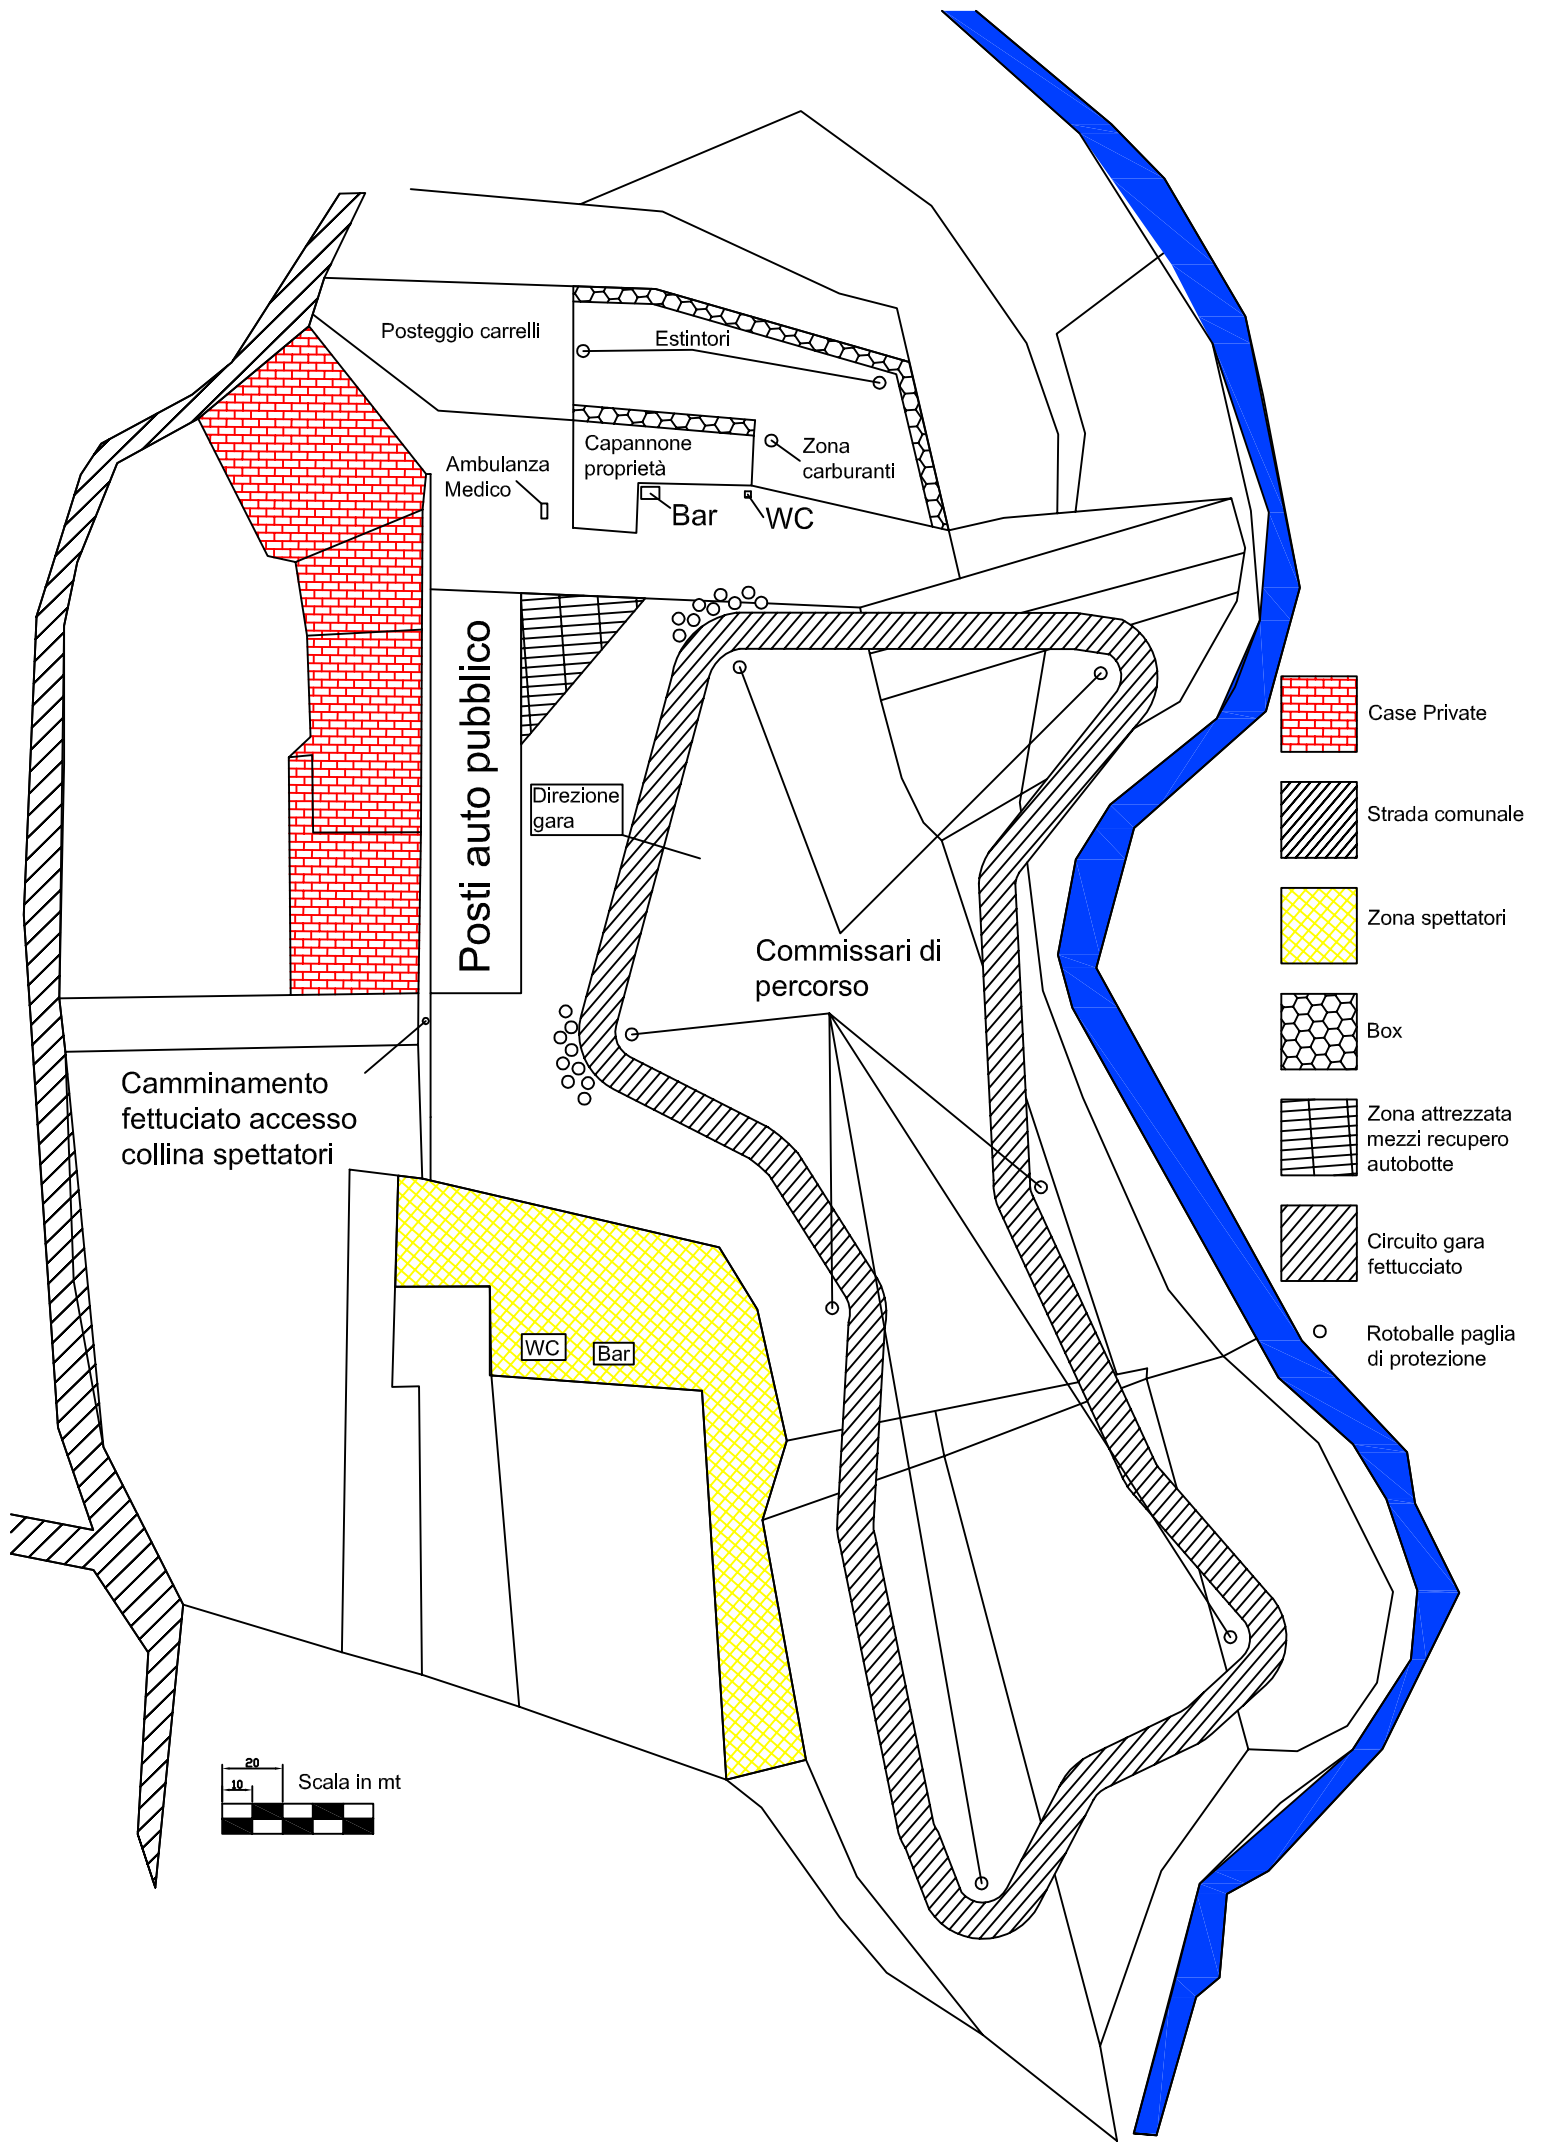 Posteggio carrelli
Estintori
Capannone
proprietà
Zona
carburanti
Ambulanza
Medico
Bar
WC
Posti auto pubblico
Direzione
gara
Commissari di
percorso
Camminamento
fettuciato accesso
collina spettatori
WC
Bar
20
10
Scala in mt
Case Private
Strada comunale
Zona spettatori
Box
Zona attrezzata
mezzi recupero
autobotte
Circuito gara
fettucciato
Rotoballe paglia
di protezione